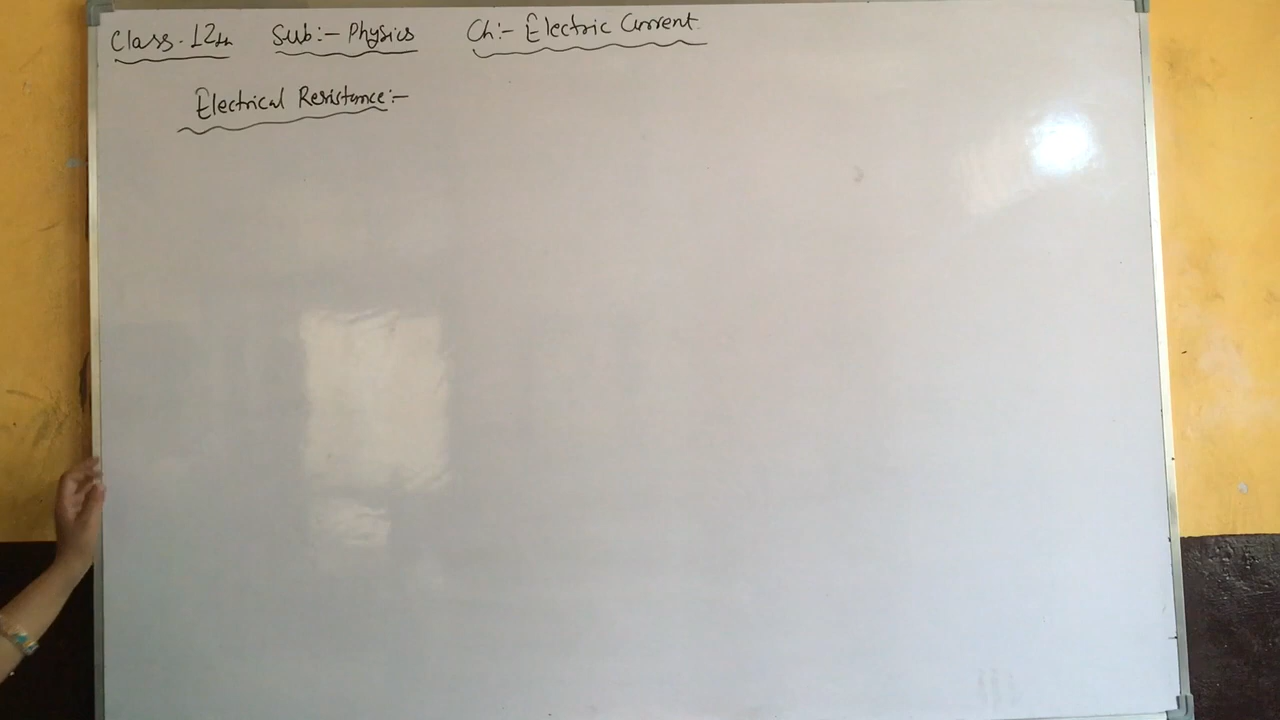 Class. 12th Sub:- Physics Ch:- Electric Current
Electrical Resistance:-